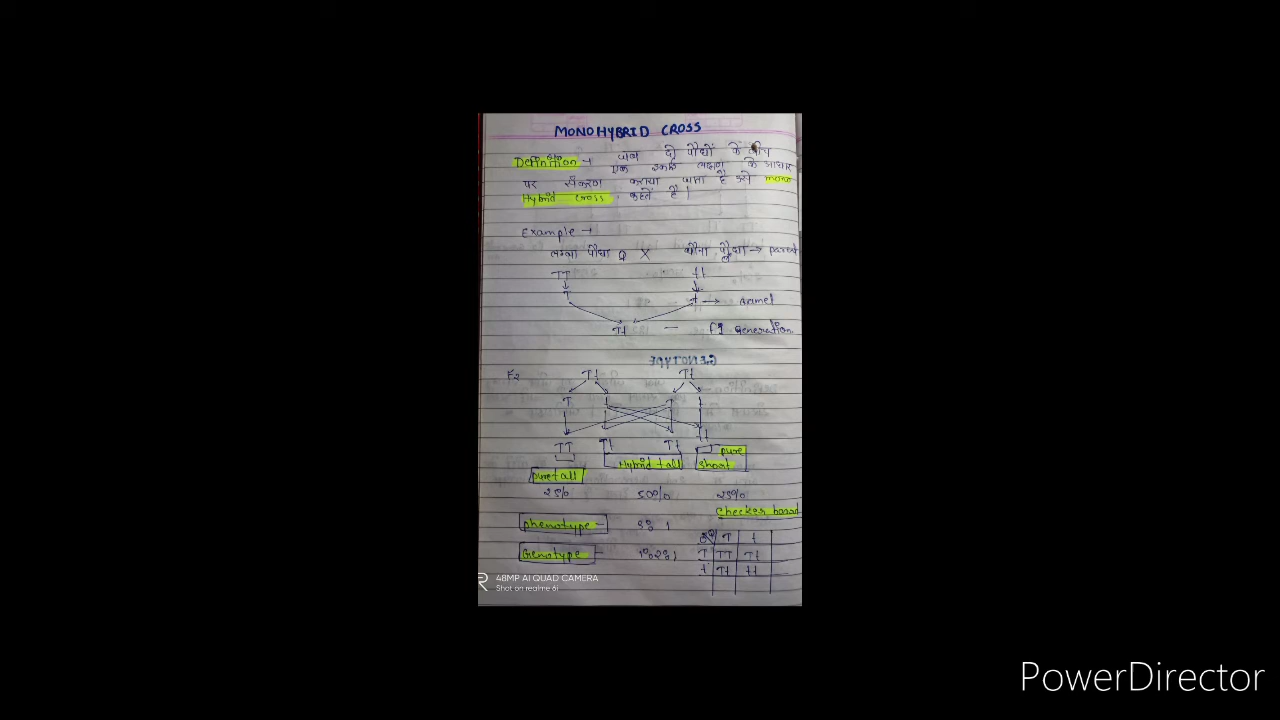 MONOHYBRID CROSS
Definition → जब दो पौधों के बीच
एक लक्षण के आधार
पर संकरण कराया जाता है उसे mono
Hybrid Cross कहते हैं।
Example →
लम्बा पौधा X बौना पौधा → parent
TT tt
T t → Gamet
Tt — F1 Generation
GENOTYPE
F2 Tt Tt
T t T t
TT Tt Tt tt
Hybrid tall pure
short
pure tall
25% 50% 25%
Checker board
phenotype —
T t
Genotype — 1:2:1 T TT Tt
t Tt tt
48MP AI QUAD CAMERA
Shot on realme 6i
PowerDirector